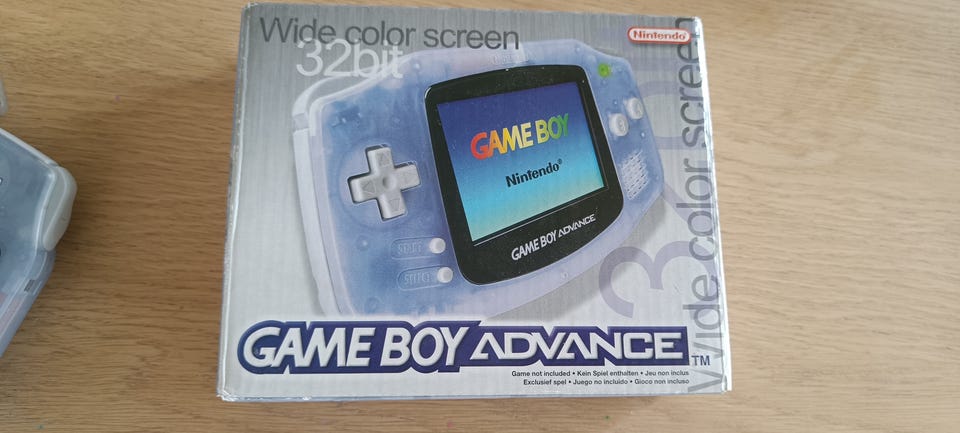 Wide color screen
32bit
Nintendo
GAME BOY
Nintendo®
GAME BOY ADVANCE
START
SELECT
Wide color screen
GAME BOY ADVANCE™
Game not included • Kein Spiel enthalten • Jeu non inclus
Exclusief spel • Juego no incluido • Gioco non incluso